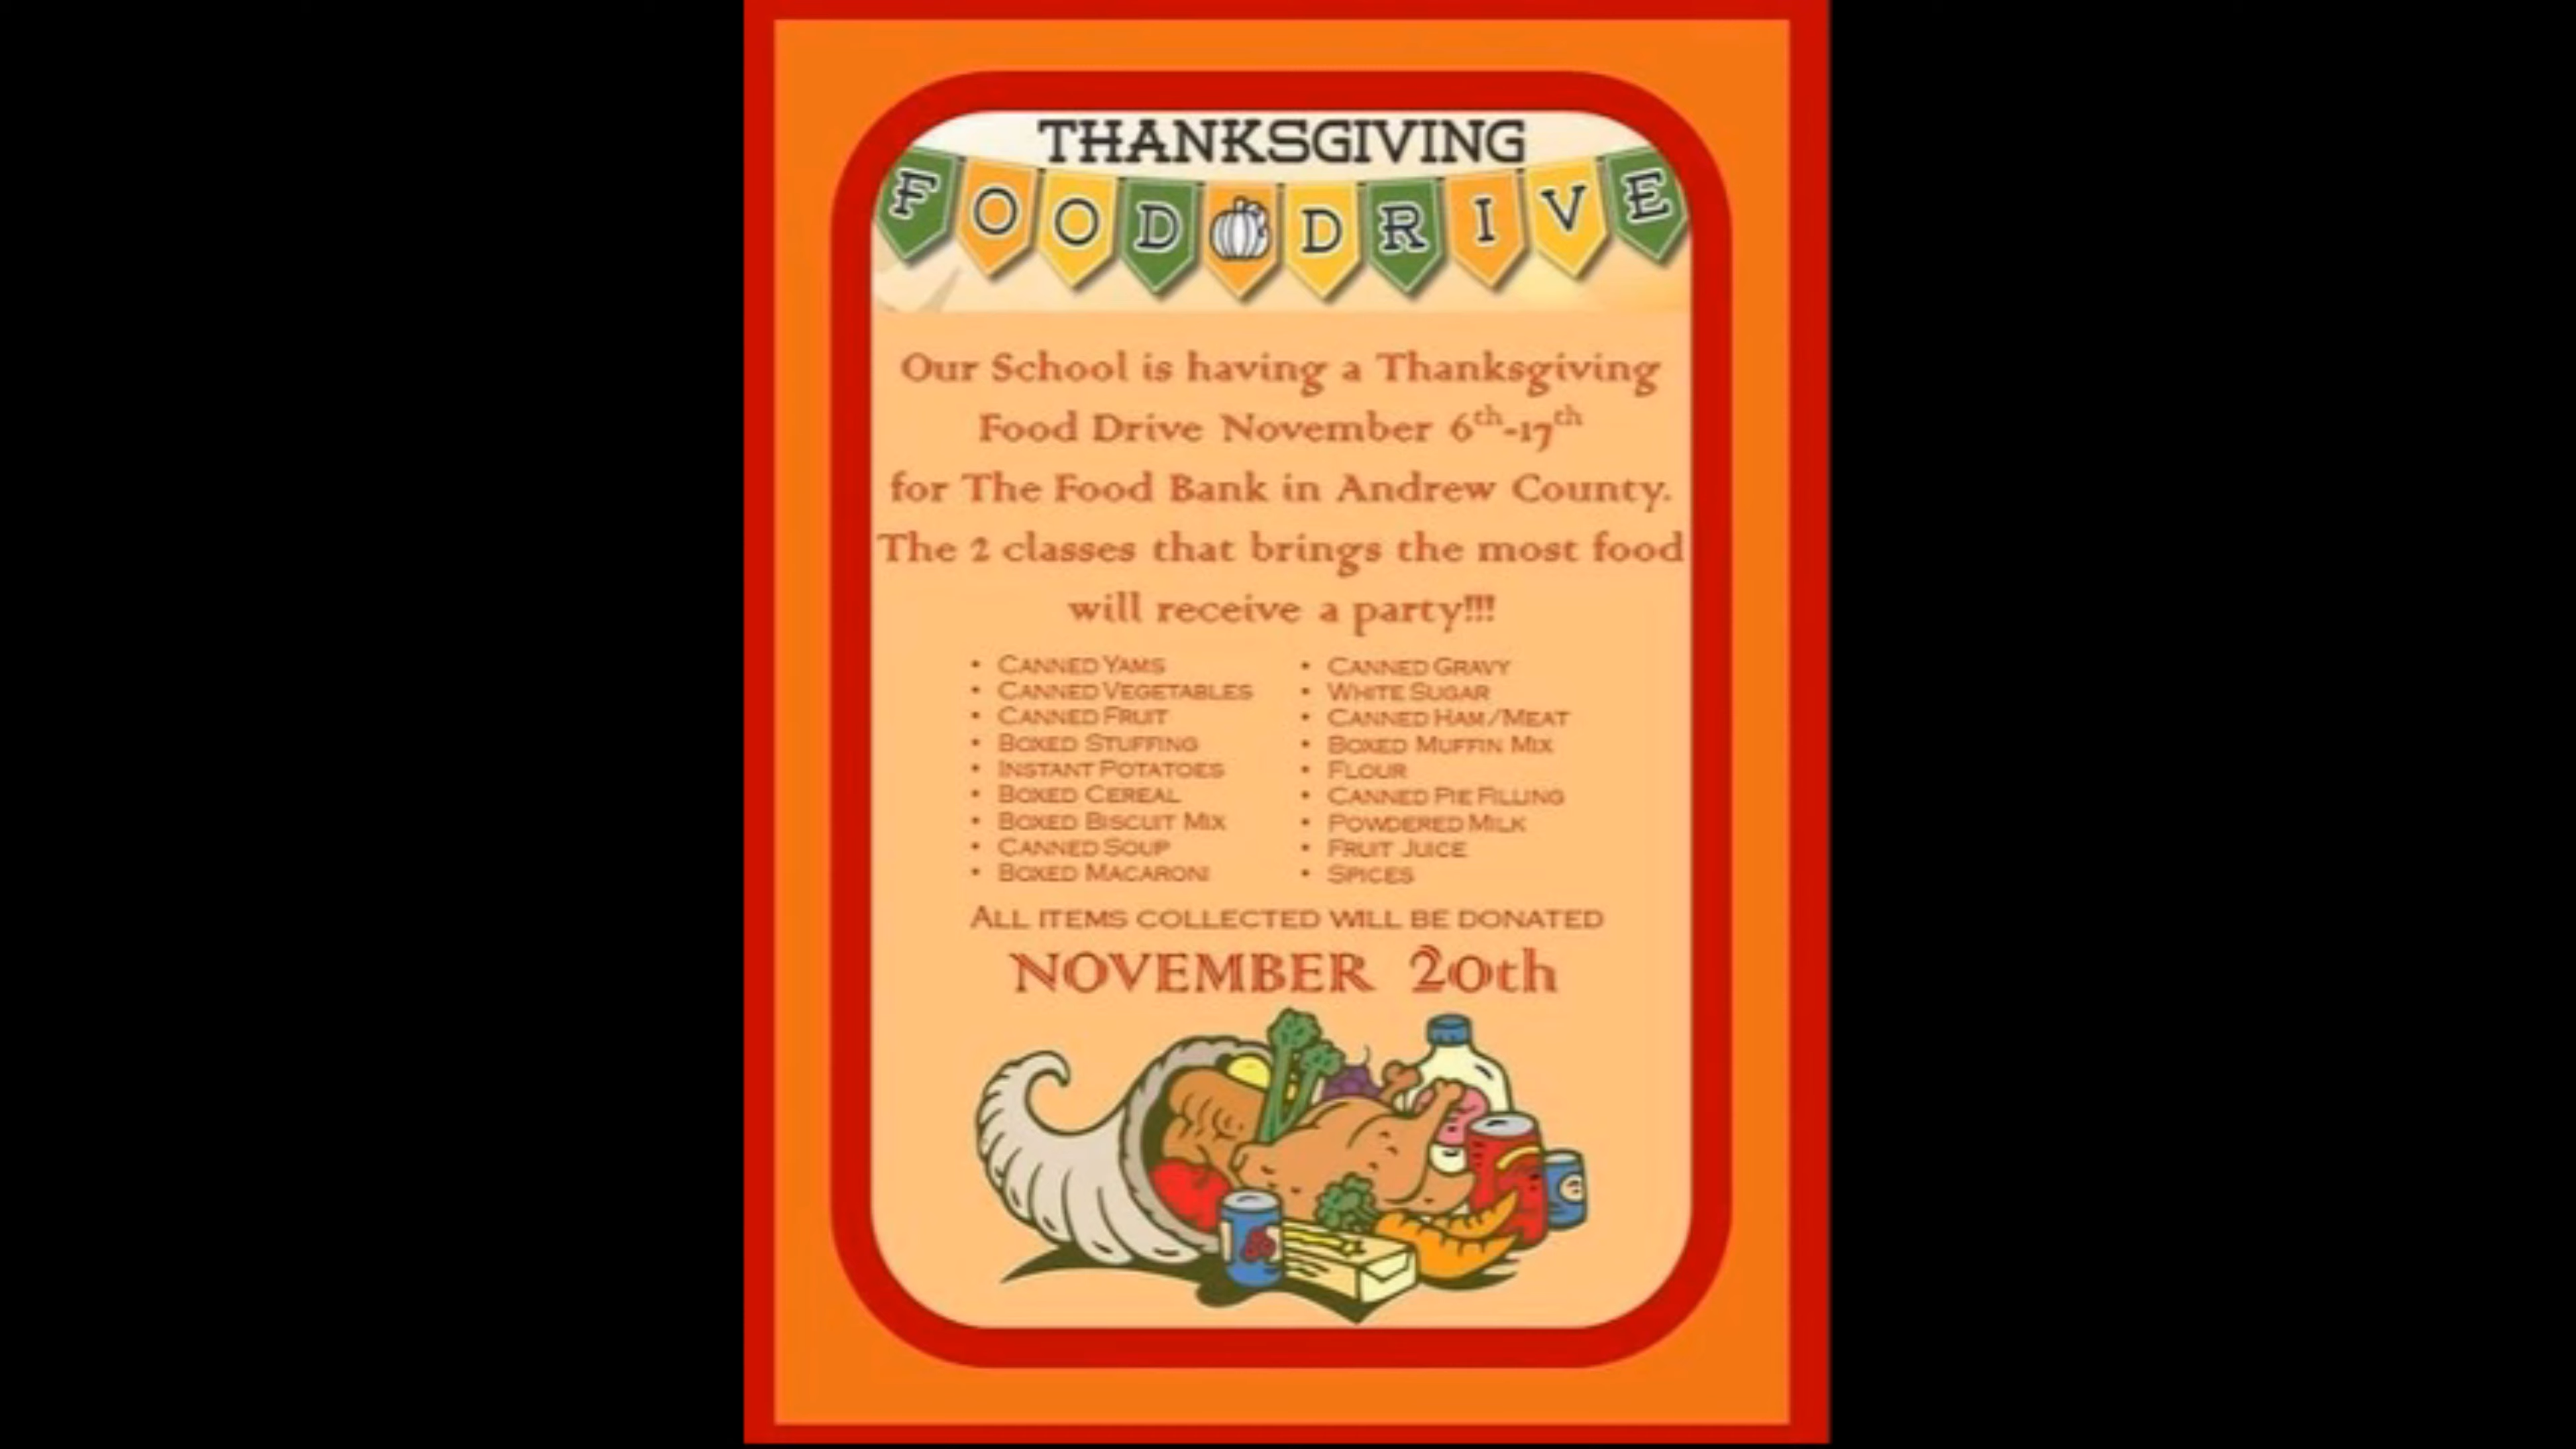 THANKSGIVING
FOOD DRIVE
Our School is having a Thanksgiving
Food Drive November 6th-17th
for The Food Bank in Andrew County.
The 2 classes that brings the most food
will receive a party!!!
• CANNED YAMS
• CANNED VEGETABLES
• CANNED FRUIT
• BOXED STUFFING
• INSTANT POTATOES
• BOXED CEREAL
• BOXED BISCUIT MIX
• CANNED SOUP
• BOXED MACARONI
• CANNED GRAVY
• WHITE SUGAR
• CANNED HAM/MEAT
• BOXED MUFFIN MIX
• FLOUR
• CANNED PIE FILLING
• POWDERED MILK
• FRUIT JUICE
• SPICES
ALL ITEMS COLLECTED WILL BE DONATED
NOVEMBER 20th